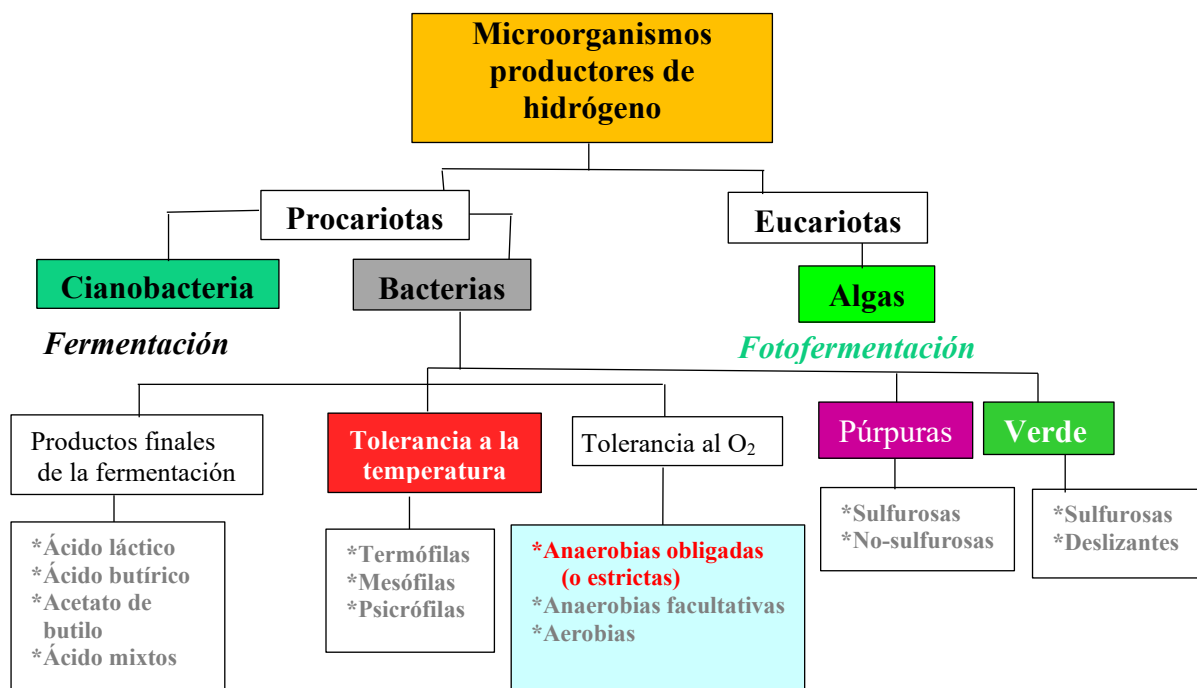 Microorganismos
productores de
hidrógeno
Procariotas
Eucariotas
Cianobacteria
Bacterias
Algas
Fermentación
Fotofermentación
Productos finales
de la fermentación
Tolerancia a la
temperatura
Tolerancia al O₂
Púrpuras
Verde
*Ácido láctico
*Ácido butírico
*Acetato de
butilo
*Ácido mixtos
*Termófilas
*Mesófilas
*Psicrófilas
*Anaerobias obligadas
(o estrictas)
*Anaerobias facultativas
*Aerobias
*Sulfurosas
*No-sulfurosas
*Sulfurosas
*Deslizantes